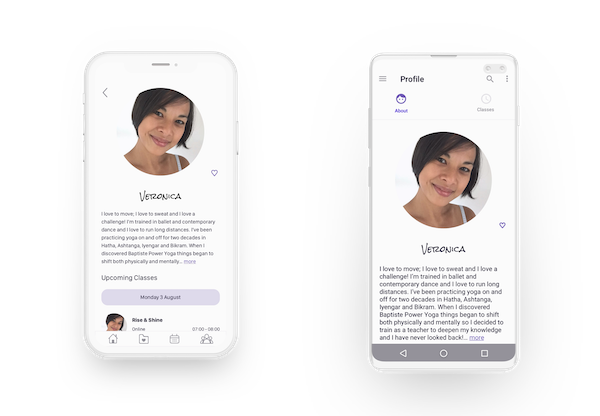 Veronica
I love to move; I love to sweat and I love a
challenge! I'm trained in ballet and contemporary
dance and I love to run long distances. I've been
practicing yoga on and off for two decades in
Hatha, Ashtanga, Iyengar and Bikram. When I
discovered Baptiste Power Yoga things began to
shift both physically and mentally... more
Upcoming Classes
Monday 3 August
Rise & Shine
Online 07:00 - 08:00
Profile
About Classes
Veronica
I love to move; I love to sweat and I love a
challenge! I'm trained in ballet and
contemporary dance and I love to run long
distances. I've been practicing yoga on and
off for two decades in Hatha, Ashtanga,
Iyengar and Bikram. When I discovered
Baptiste Power Yoga things began to shift
both physically and mentally so I decided to
train as a teacher to deepen my knowledge
and I have never looked back!... more